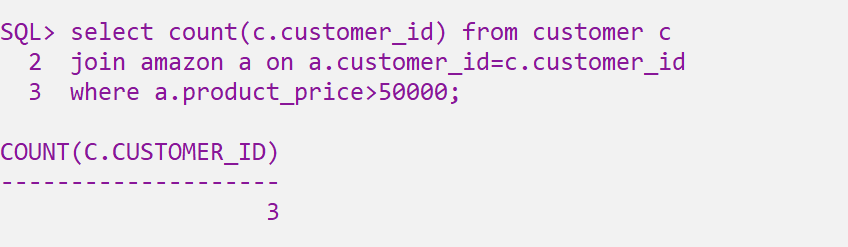 SQL> select count(c.customer_id) from customer c
  2  join amazon a on a.customer_id=c.customer_id
  3  where a.product_price>50000;
COUNT(C.CUSTOMER_ID)
--------------------
                   3